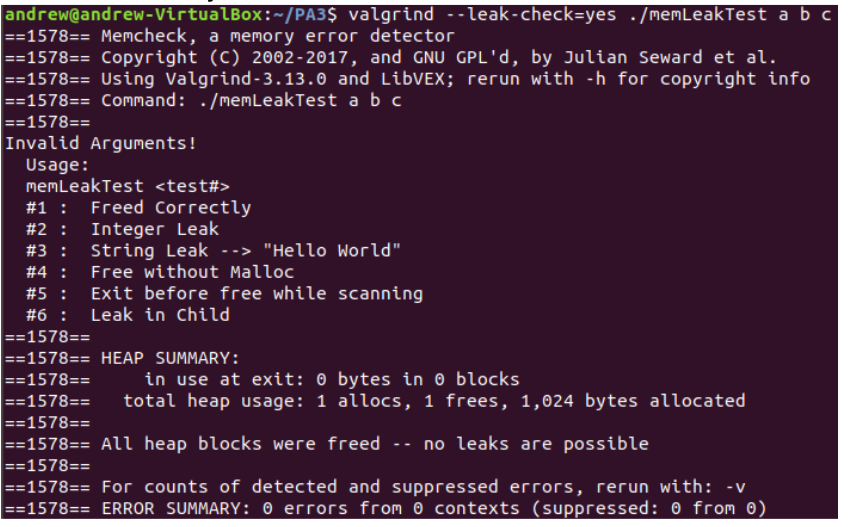 andrew@andrew-VirtualBox:~/PA3$ valgrind --leak-check=yes ./memLeakTest a b c
==1578== Memcheck, a memory error detector
==1578== Copyright (C) 2002-2017, and GNU GPL'd, by Julian Seward et al.
==1578== Using Valgrind-3.13.0 and LibVEX; rerun with -h for copyright info
==1578== Command: ./memLeakTest a b c
==1578==
Invalid Arguments!
  Usage:
  memLeakTest <test#>
  #1 :  Freed Correctly
  #2 :  Integer Leak
  #3 :  String Leak --> "Hello World"
  #4 :  Free without Malloc
  #5 :  Exit before free while scanning
  #6 :  Leak in Child
==1578==
==1578== HEAP SUMMARY:
==1578==     in use at exit: 0 bytes in 0 blocks
==1578==   total heap usage: 1 allocs, 1 frees, 1,024 bytes allocated
==1578==
==1578== All heap blocks were freed -- no leaks are possible
==1578==
==1578== For counts of detected and suppressed errors, rerun with: -v
==1578== ERROR SUMMARY: 0 errors from 0 contexts (suppressed: 0 from 0)